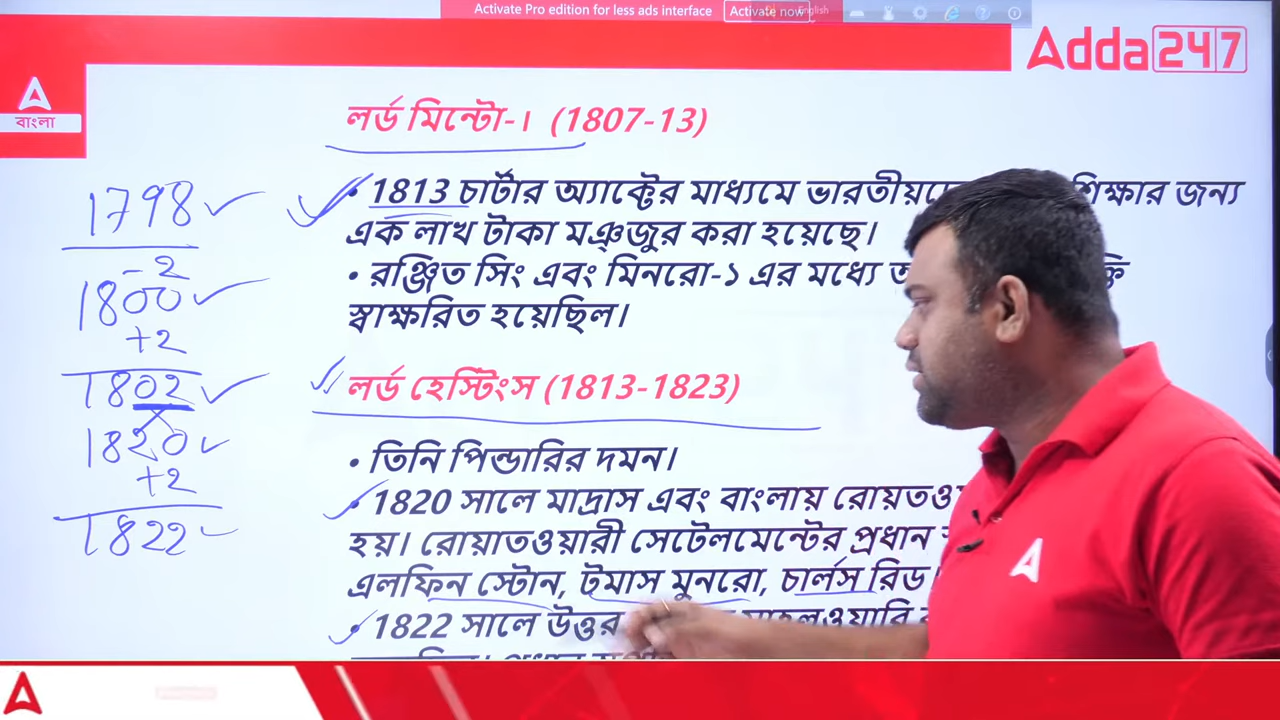 Activate Pro edition for less ads interface
Activate now
English
Adda247
বাংলা
লর্ড মিন্টো-। (1807-13)
• 1813 চার্টার অ্যাক্টের মাধ্যমে ভারতীয়দে শিক্ষার জন্য
এক লাখ টাকা মঞ্জুর করা হয়েছে।
• রঞ্জিত সিং এবং মিনরো-১ এর মধ্যে
স্বাক্ষরিত হয়েছিল।
লর্ড হেস্টিংস (1813-1823)
• তিনি পিন্ডারির দমন।
• 1820 সালে মাদ্রাস এবং বাংলায়
হয়। রোয়াতওয়ারী সেটেলমেন্টের প্রধান
এলফিন স্টোন, টমাস মুনরো, চার্লস রিড।
• 1822 সালে উত্তর
1798
-2
1800
+2
1802
1820
+2
1822